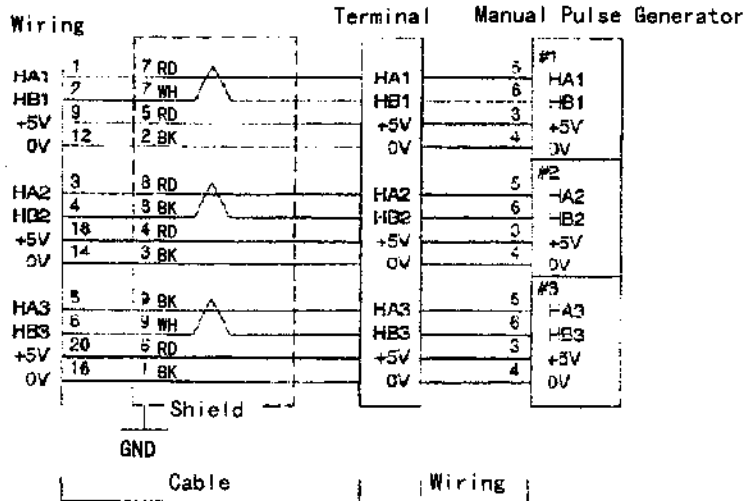 Wiring Terminal Manual Pulse Generator
#1
HA1 1 7 RD HA1 5 HA1
HB1 2 7 WH HB1 6 HB1
+5V 9 5 RD +5V 3 +5V
0V 12 2 BK 0V 4 0V
#2
HA2 3 8 RD HA2 5 HA2
HB2 4 8 BK HB2 6 HB2
+5V 18 4 RD +5V 3 +5V
0V 14 3 BK 0V 4 0V
#3
HA3 5 9 BK HA3 5 HA3
HB3 6 9 WH HB3 6 HB3
+5V 20 6 RD +5V 3 +5V
0V 16 1 BK 0V 4 0V
Shield
GND
Cable Wiring